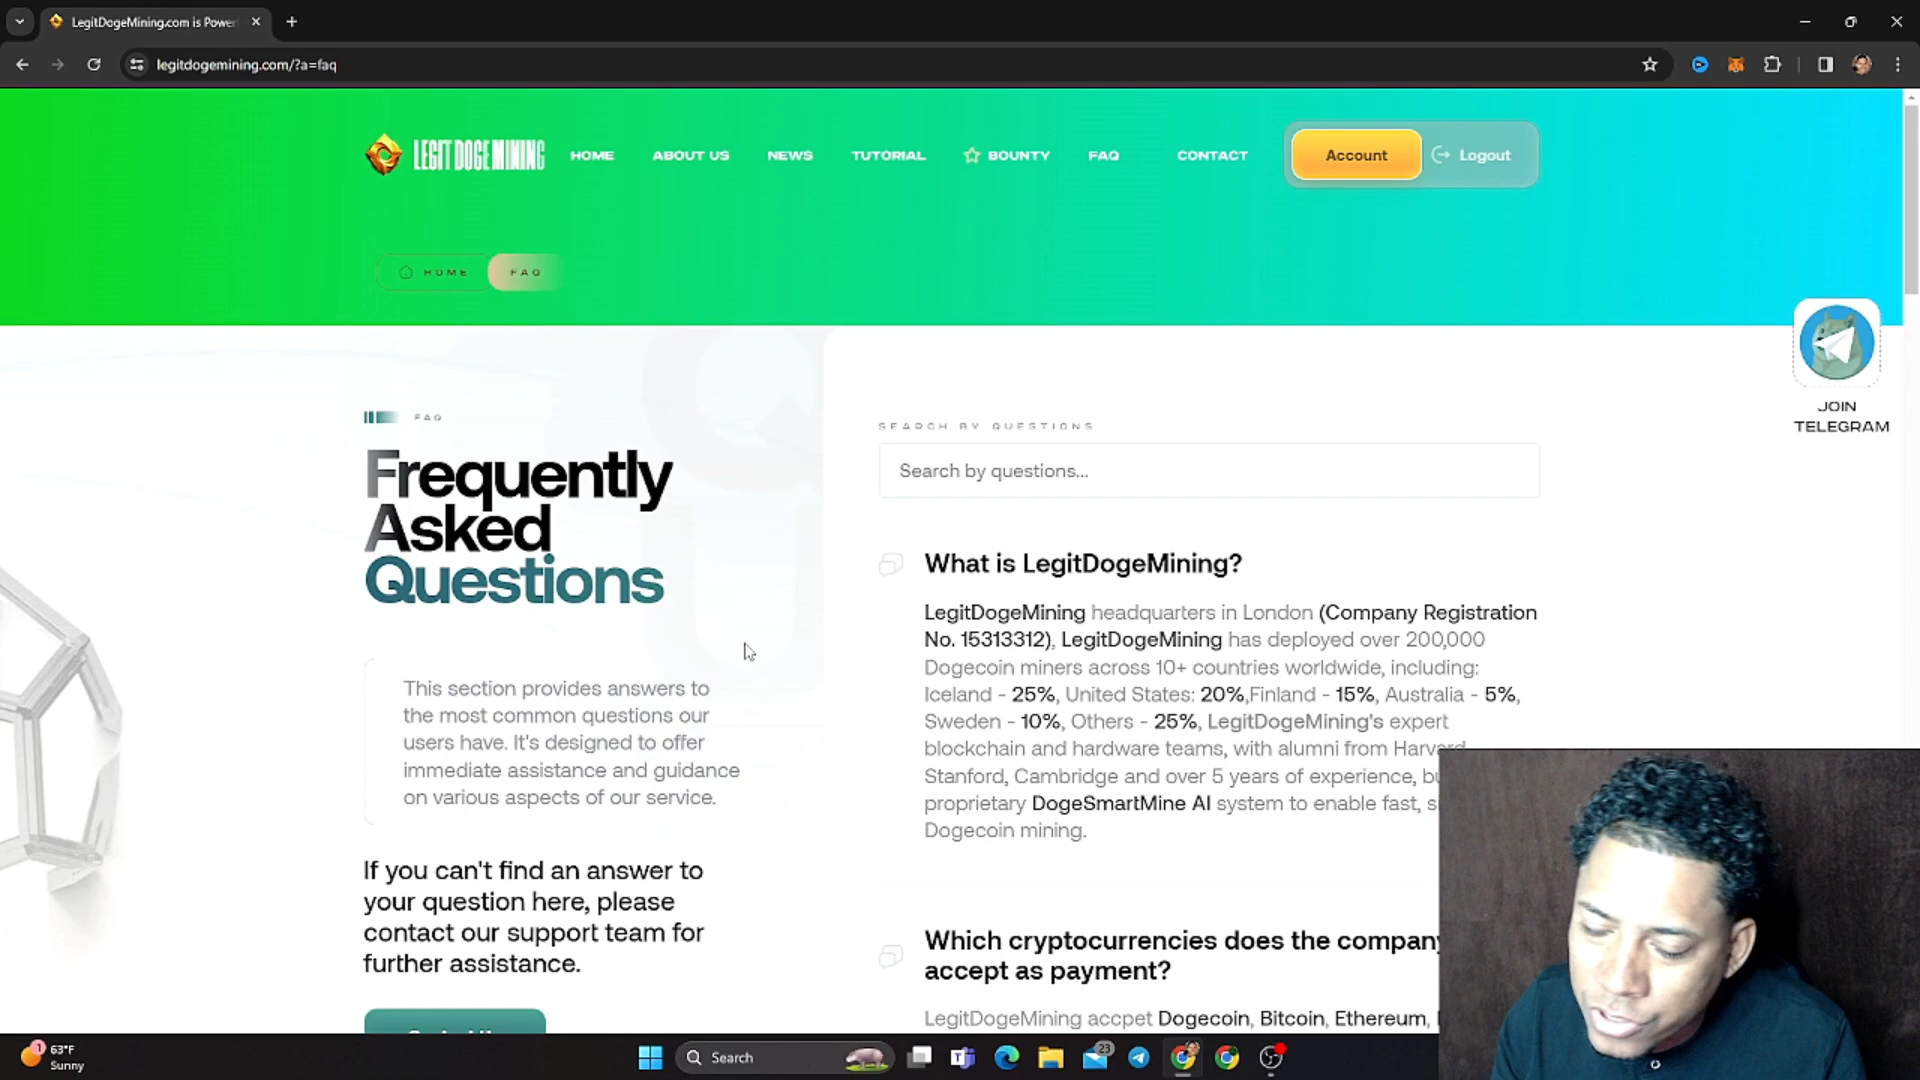 LegitDogeMining.com is Power
legitdogemining.com/?a=faq
LEGIT DOGE MINING
HOME
ABOUT US
NEWS
TUTORIAL
BOUNTY
FAQ
CONTACT
Account
Logout
HOME
FAQ
JOIN
TELEGRAM
FAQ
Frequently
Asked
Questions
This section provides answers to
the most common questions our
users have. It's designed to offer
immediate assistance and guidance
on various aspects of our service.
If you can't find an answer to
your question here, please
contact our support team for
further assistance.
SEARCH BY QUESTIONS
Search by questions...
What is LegitDogeMining?
LegitDogeMining headquarters in London (Company Registration
No. 15313312), LegitDogeMining has deployed over 200,000
Dogecoin miners across 10+ countries worldwide, including:
Iceland - 25%, United States: 20%,Finland - 15%, Australia - 5%,
Sweden - 10%, Others - 25%, LegitDogeMining's expert
blockchain and hardware teams, with alumni from Harvard
Stanford, Cambridge and over 5 years of experience,
proprietary DogeSmartMine AI system to enable fast,
Dogecoin mining.
Which cryptocurrencies does the company
accept as payment?
LegitDogeMining accpet Dogecoin, Bitcoin, Ethereum,
1
63°F
Sunny
Search
23